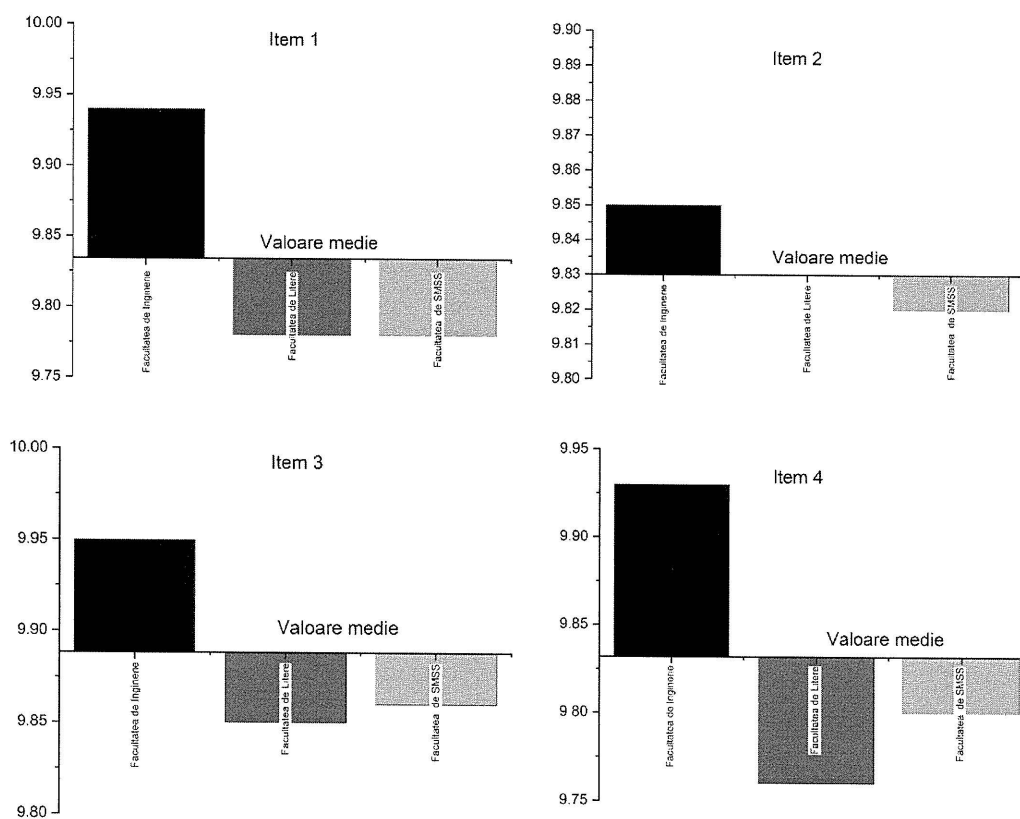 Item 1
10.00
9.95
9.90
9.85
9.80
9.75
Valoare medie
Facultatea de Inginerie
Facultatea de Litere
Facultatea de SMSS
Item 2
9.90
9.89
9.88
9.87
9.86
9.85
9.84
9.83
9.82
9.81
9.80
Valoare medie
Facultatea de Inginerie
Facultatea de Litere
Facultatea de SMSS
Item 3
10.00
9.95
9.90
9.85
9.80
Valoare medie
Facultatea de Inginerie
Facultatea de Litere
Facultatea de SMSS
Item 4
9.95
9.90
9.85
9.80
9.75
Valoare medie
Facultatea de Inginerie
Facultatea de Litere
Facultatea de SMSS